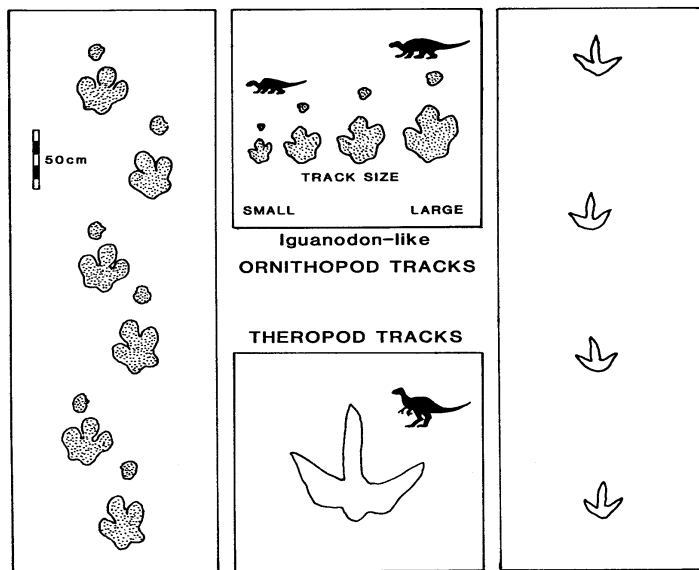 50cm
TRACK SIZE
SMALL LARGE
Iguanodon-like
ORNITHOPOD TRACKS
THEROPOD TRACKS